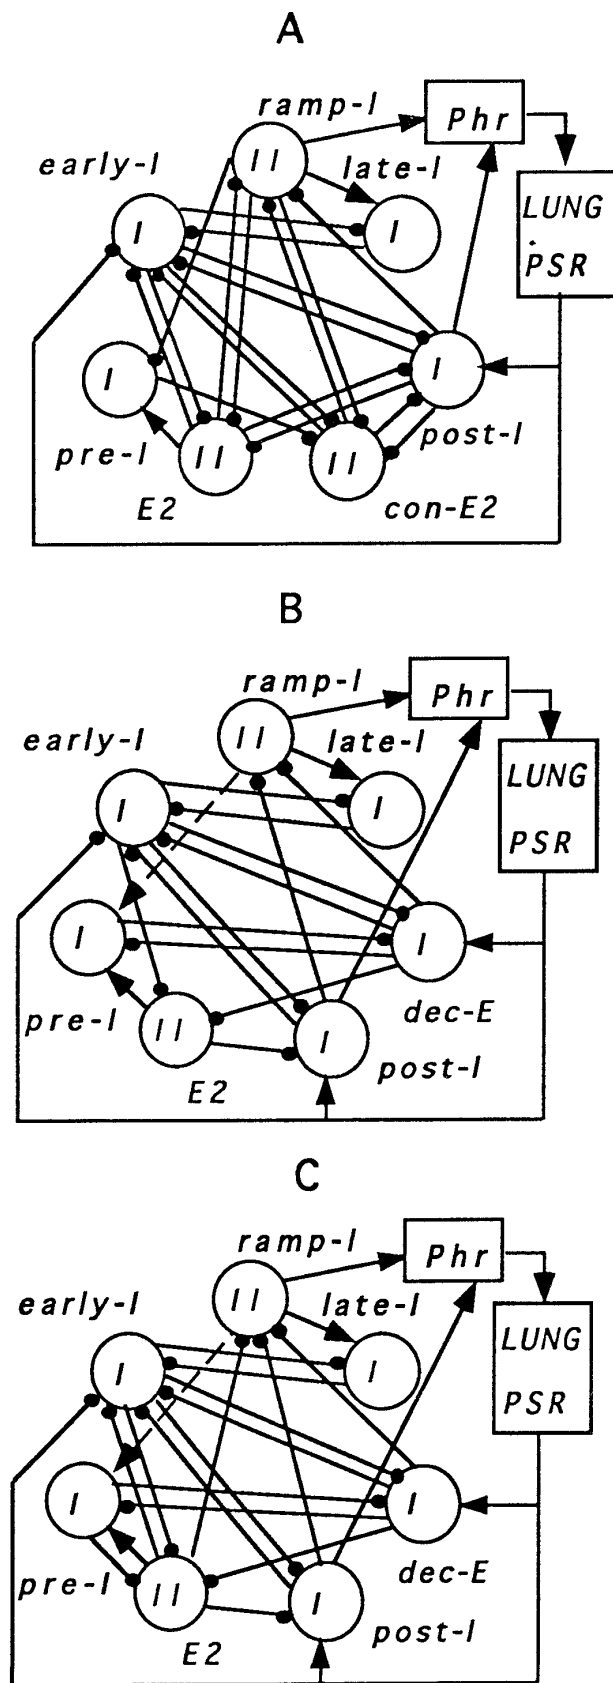 A
ramp-I
Phr
early-I
II
late-I
LUNG
I
I
PSR
I
I
pre-I
II
II
post-I
E2
con-E2
B
ramp-I
Phr
early-I
II
late-I
LUNG
I
I
PSR
I
I
pre-I
II
I
dec-E
post-I
E2
C
ramp-I
Phr
early-I
II
late-I
LUNG
I
I
PSR
I
I
pre-I
II
I
dec-E
post-I
E2